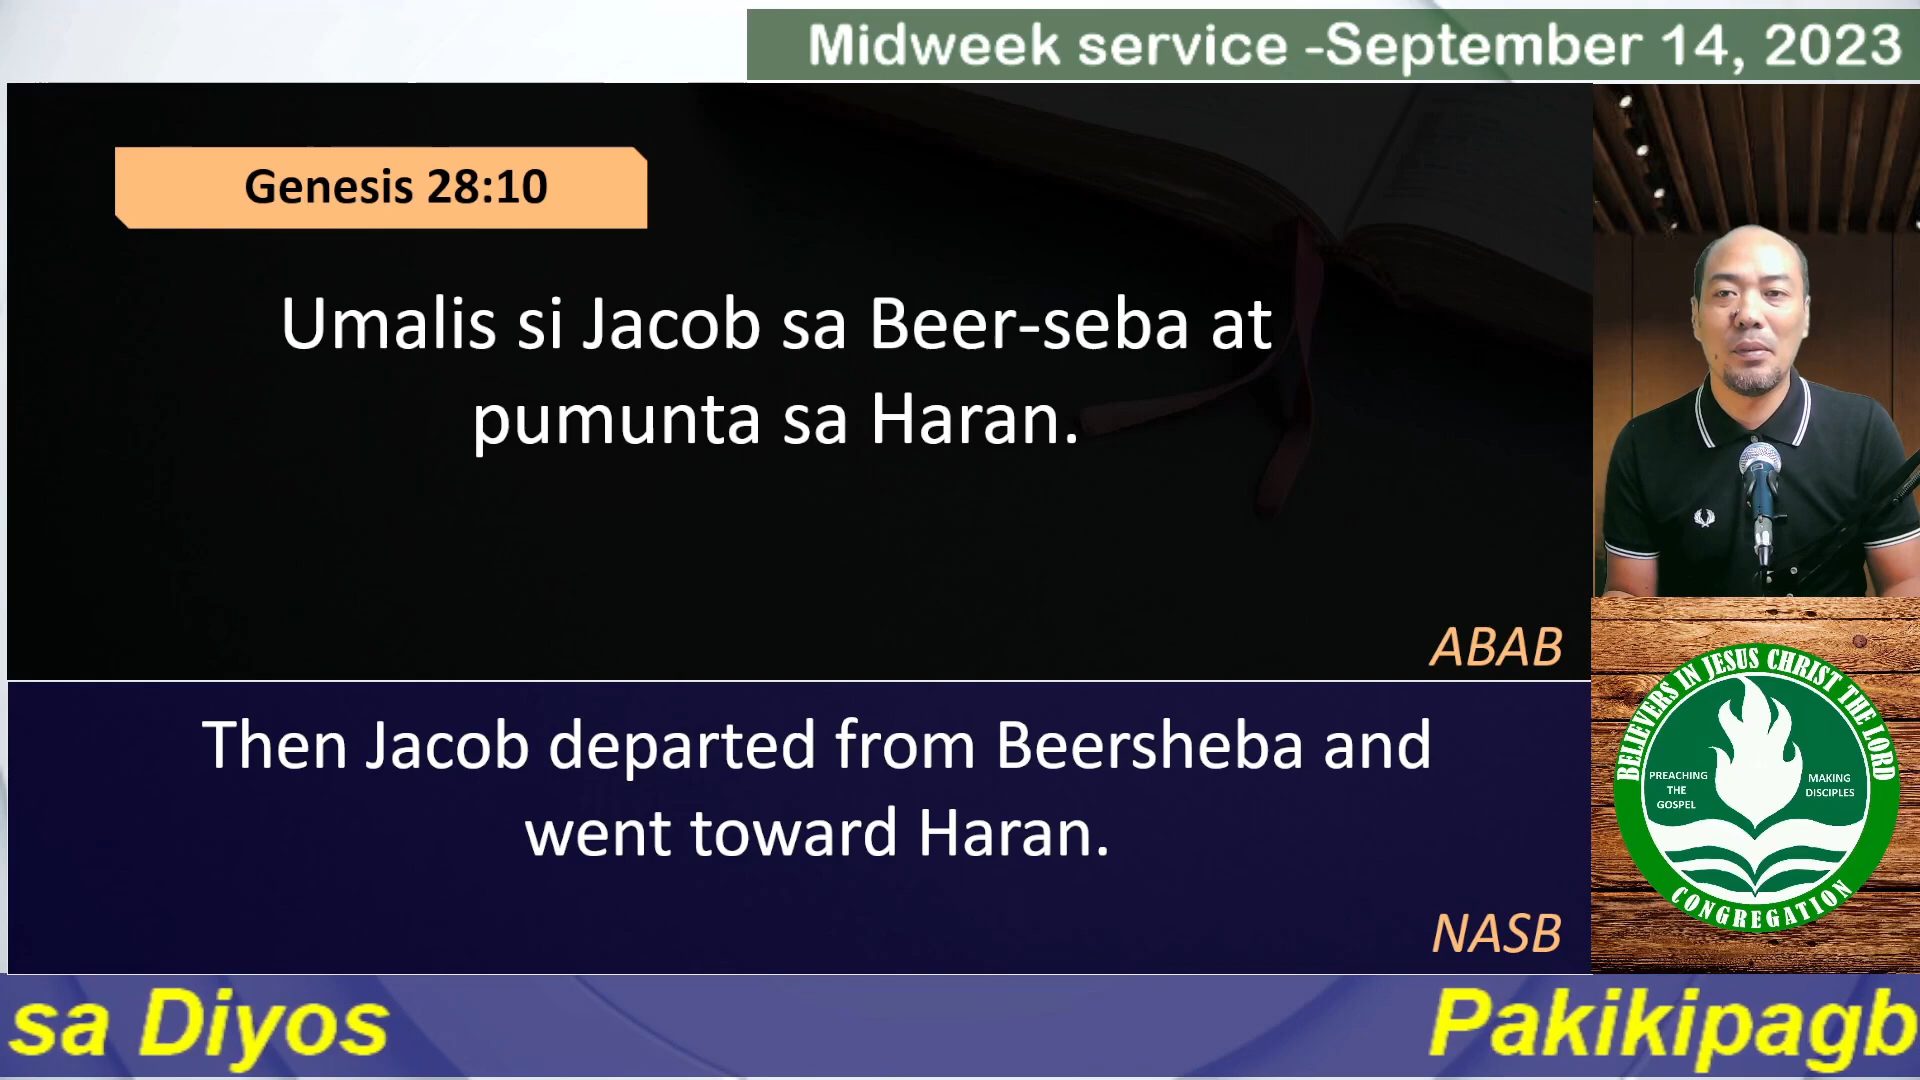 Midweek service -September 14, 2023
Genesis 28:10
Umalis si Jacob sa Beer-seba at
pumunta sa Haran.
ABAB
Then Jacob departed from Beersheba and
went toward Haran.
NASB
BELIEVERS IN JESUS CHRIST THE LORD
PREACHING
THE
GOSPEL
MAKING
DISCIPLES
CONGREGATION
sa Diyos
Pakikipagb